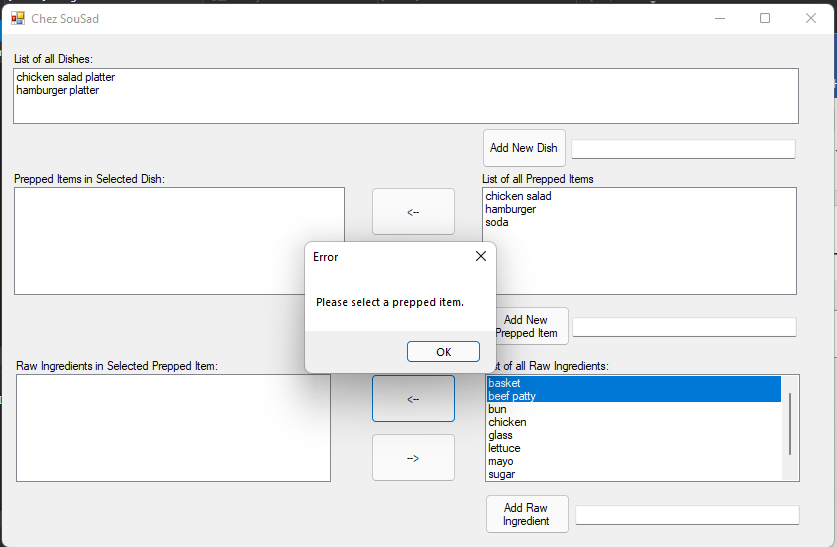 Chez SouSad
List of all Dishes:
chicken salad platter
hamburger platter
Add New Dish
Prepped Items in Selected Dish:
List of all Prepped Items
<--
chicken salad
hamburger
soda
Error
Please select a prepped item.
OK
Add New
Prepped Item
Raw Ingredients in Selected Prepped Item:
st of all Raw Ingredients:
<--
-->
basket
beef patty
bun
chicken
glass
lettuce
mayo
sugar
Add Raw
Ingredient